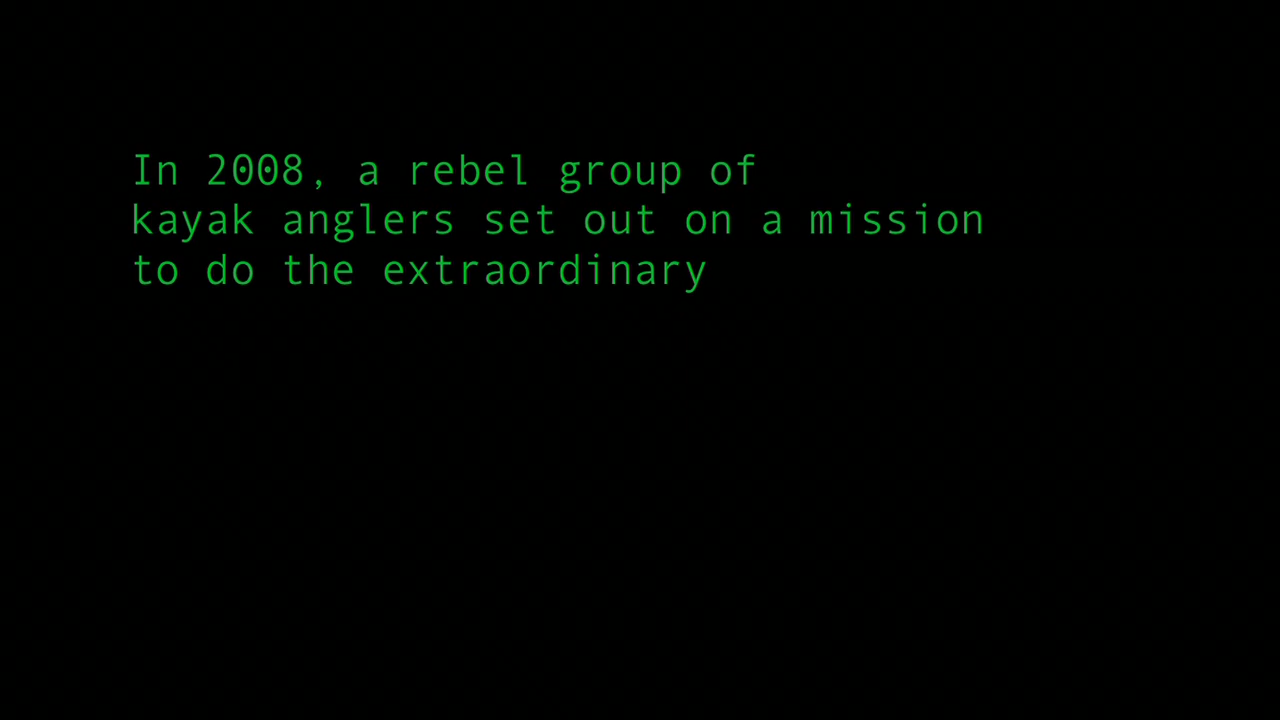 In 2008, a rebel group of
kayak anglers set out on a mission
to do the extraordinary